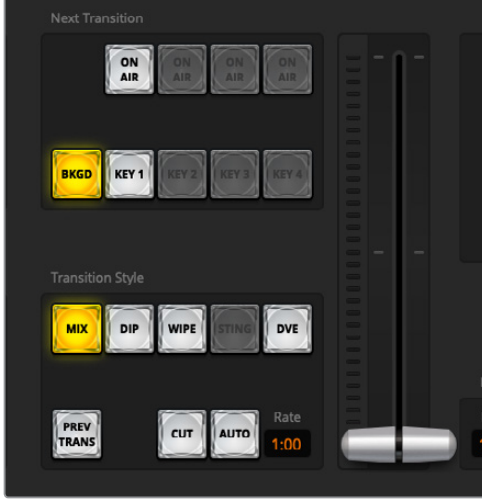 Next Transition
ON AIR ON AIR ON AIR ON AIR
BKGD KEY 1 KEY 2 KEY 3 KEY 4
Transition Style
MIX DIP WIPE STING DVE
PREV TRANS CUT AUTO Rate
1:00